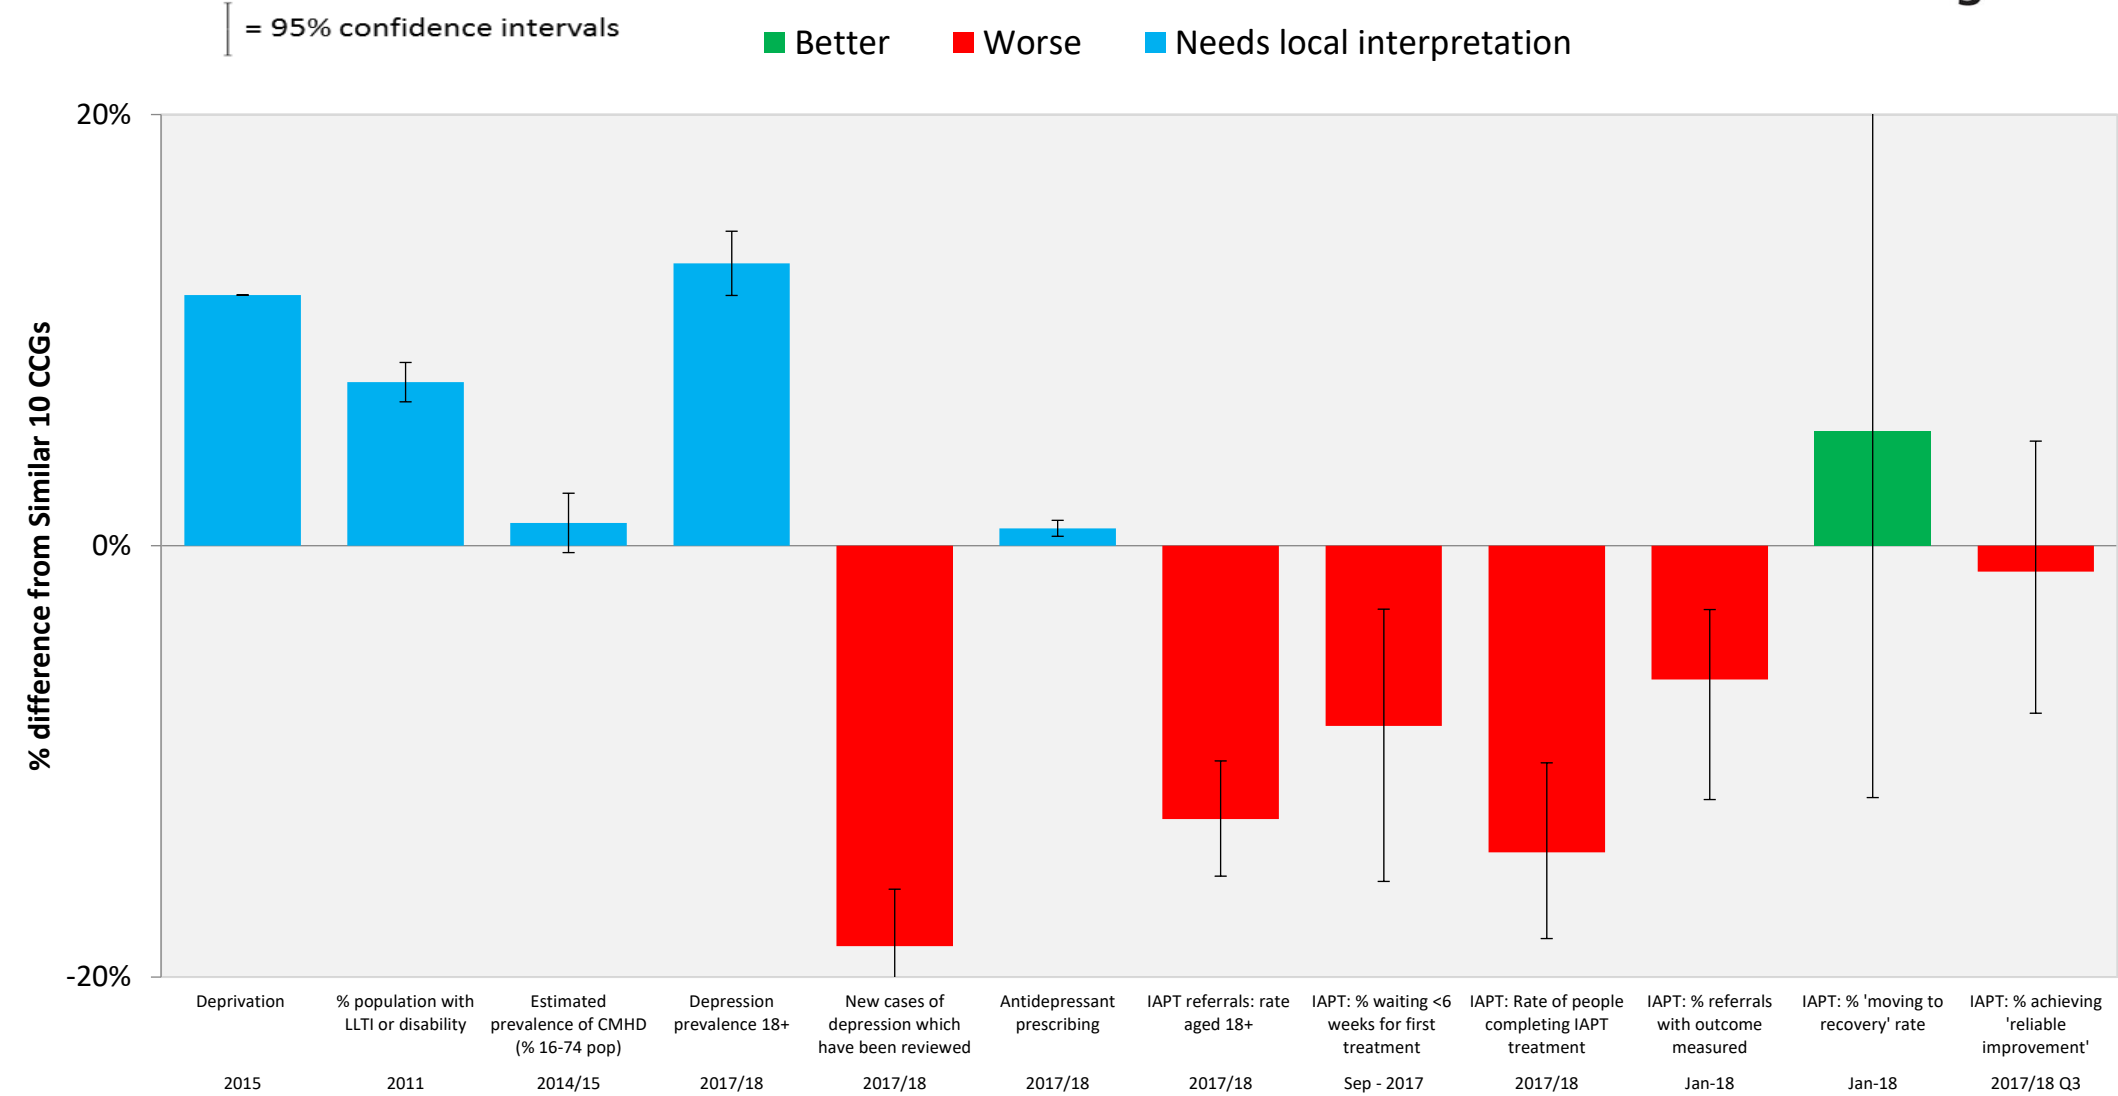 = 95% confidence intervals
Better
Worse
Needs local interpretation
20%
0%
-20%
% difference from Similar 10 CCGs
Deprivation
2015
% population with
LLTI or disability
2011
Estimated
prevalence of CMHD
(% 16-74 pop)
2014/15
Depression
prevalence 18+
2017/18
New cases of
depression which
have been reviewed
2017/18
Antidepressant
prescribing
2017/18
IAPT referrals: rate
aged 18+
2017/18
IAPT: % waiting <6
weeks for first
treatment
Sep - 2017
IAPT: Rate of people
completing IAPT
treatment
2017/18
IAPT: % referrals
with outcome
measured
Jan-18
IAPT: % 'moving to
recovery' rate
Jan-18
IAPT: % achieving
'reliable
improvement'
2017/18 Q3